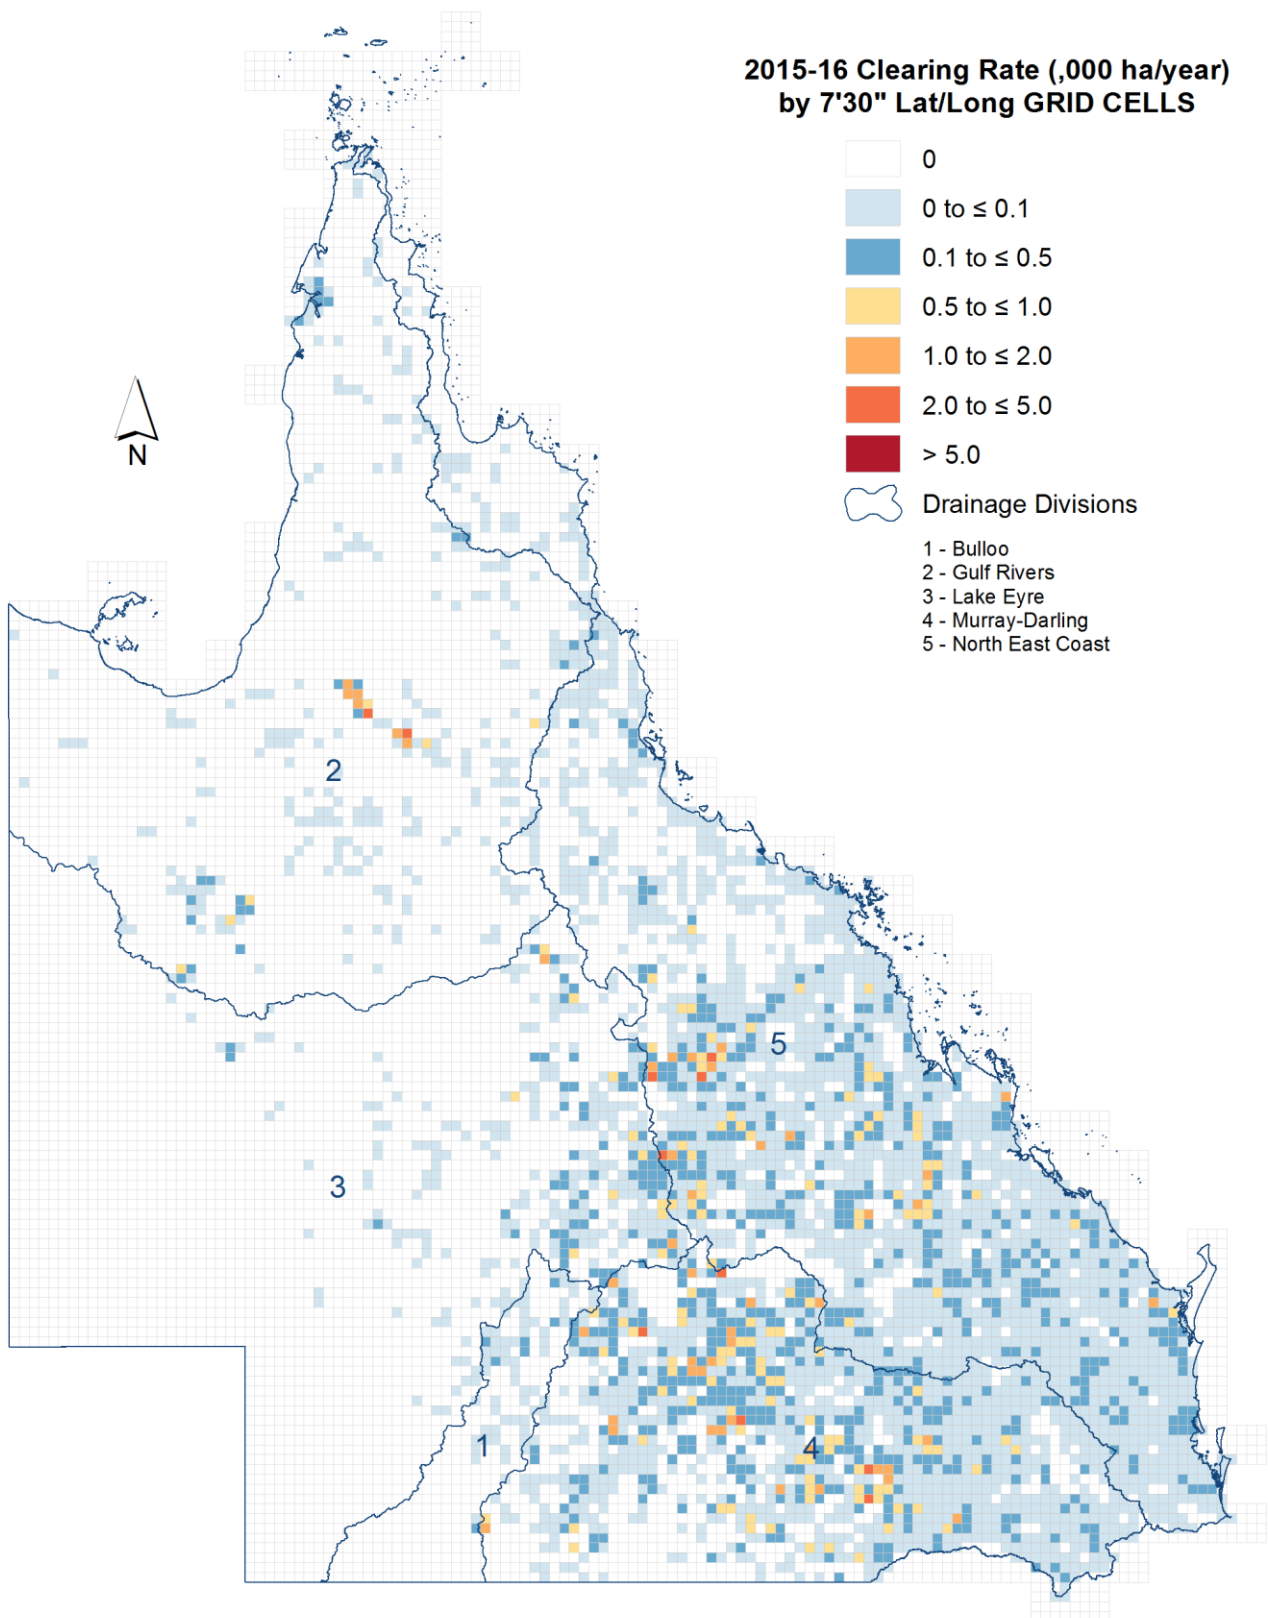 2015-16 Clearing Rate (,000 ha/year)
by 7'30" Lat/Long GRID CELLS
0
0 to ≤ 0.1
0.1 to ≤ 0.5
0.5 to ≤ 1.0
1.0 to ≤ 2.0
2.0 to ≤ 5.0
> 5.0
Drainage Divisions
1 - Bulloo
2 - Gulf Rivers
3 - Lake Eyre
4 - Murray-Darling
5 - North East Coast
N
2
5
3
1
4